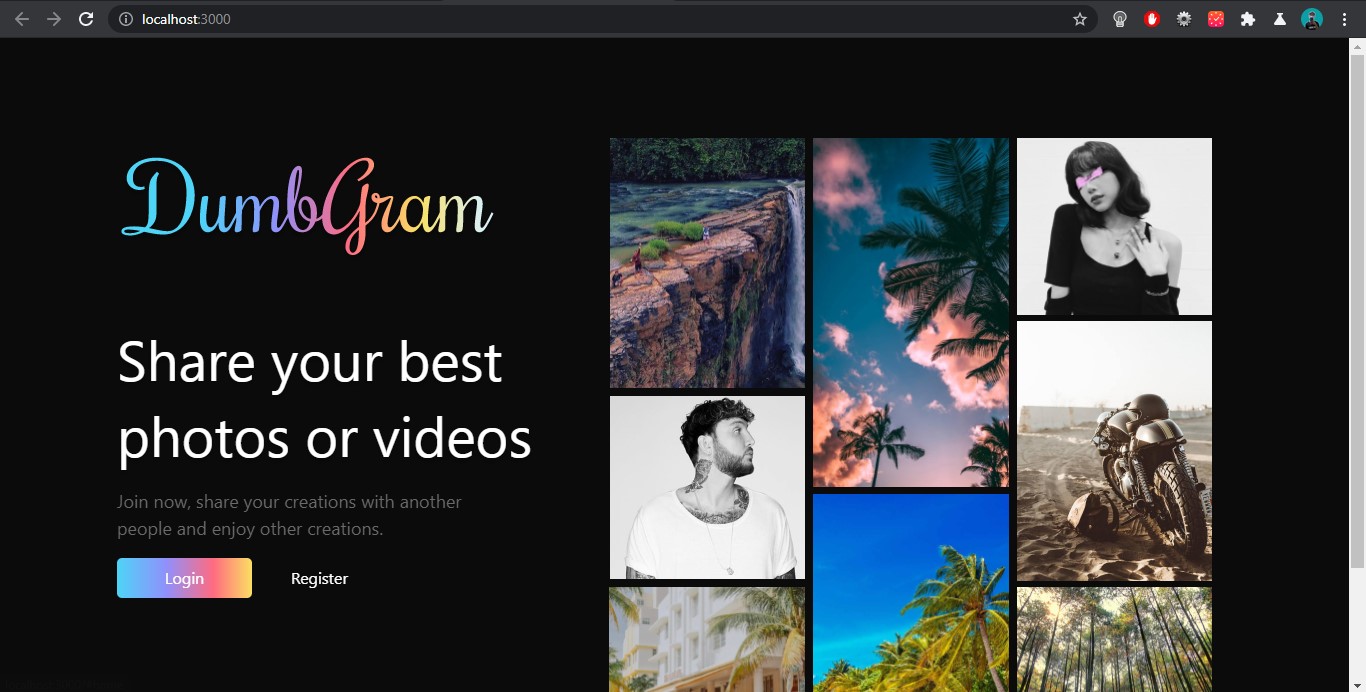 localhost:3000
DumbGram
Share your best
photos or videos
Join now, share your creations with another
people and enjoy other creations.
Login
Register